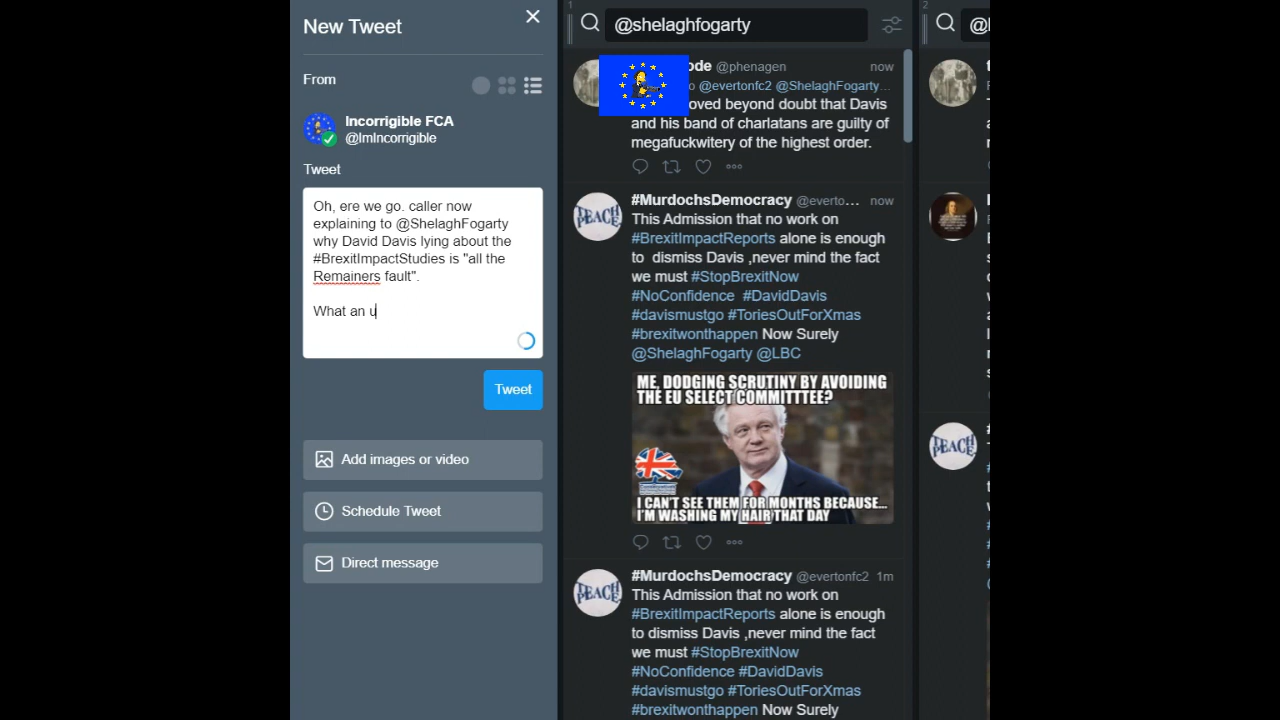 New Tweet
From
Incorrigible FCA
@ImIncorrigible
Tweet
Oh, ere we go. caller now
explaining to @ShelaghFogarty
why David Davis lying about the
#BrexitImpactStudies is "all the
Remainers fault".
What an u
Tweet
Add images or video
Schedule Tweet
Direct message
1
@shelaghfogarty
ode @phenagen now
o @evertonfc2 @ShelaghFogarty...
oved beyond doubt that Davis
and his band of charlatans are guilty of
megafuckwitery of the highest order.
#MurdochsDemocracy @everto... now
This Admission that no work on
#BrexitImpactReports alone is enough
to dismiss Davis ,never mind the fact
we must #StopBrexitNow
#NoConfidence #DavidDavis
#davismustgo #ToriesOutForXmas
#brexitwonthappen Now Surely
@ShelaghFogarty @LBC
TEACH
ME, DODGING SCRUTINY BY AVOIDING
THE EU SELECT COMMITTTEE?
I CAN'T SEE THEM FOR MONTHS BECAUSE...
I'M WASHING MY HAIR THAT DAY
#MurdochsDemocracy @evertonfc2 1m
This Admission that no work on
#BrexitImpactReports alone is enough
to dismiss Davis ,never mind the fact
we must #StopBrexitNow
#NoConfidence #DavidDavis
#davismustgo #ToriesOutForXmas
#brexitwonthappen Now Surely
TEACH
2
TEACH